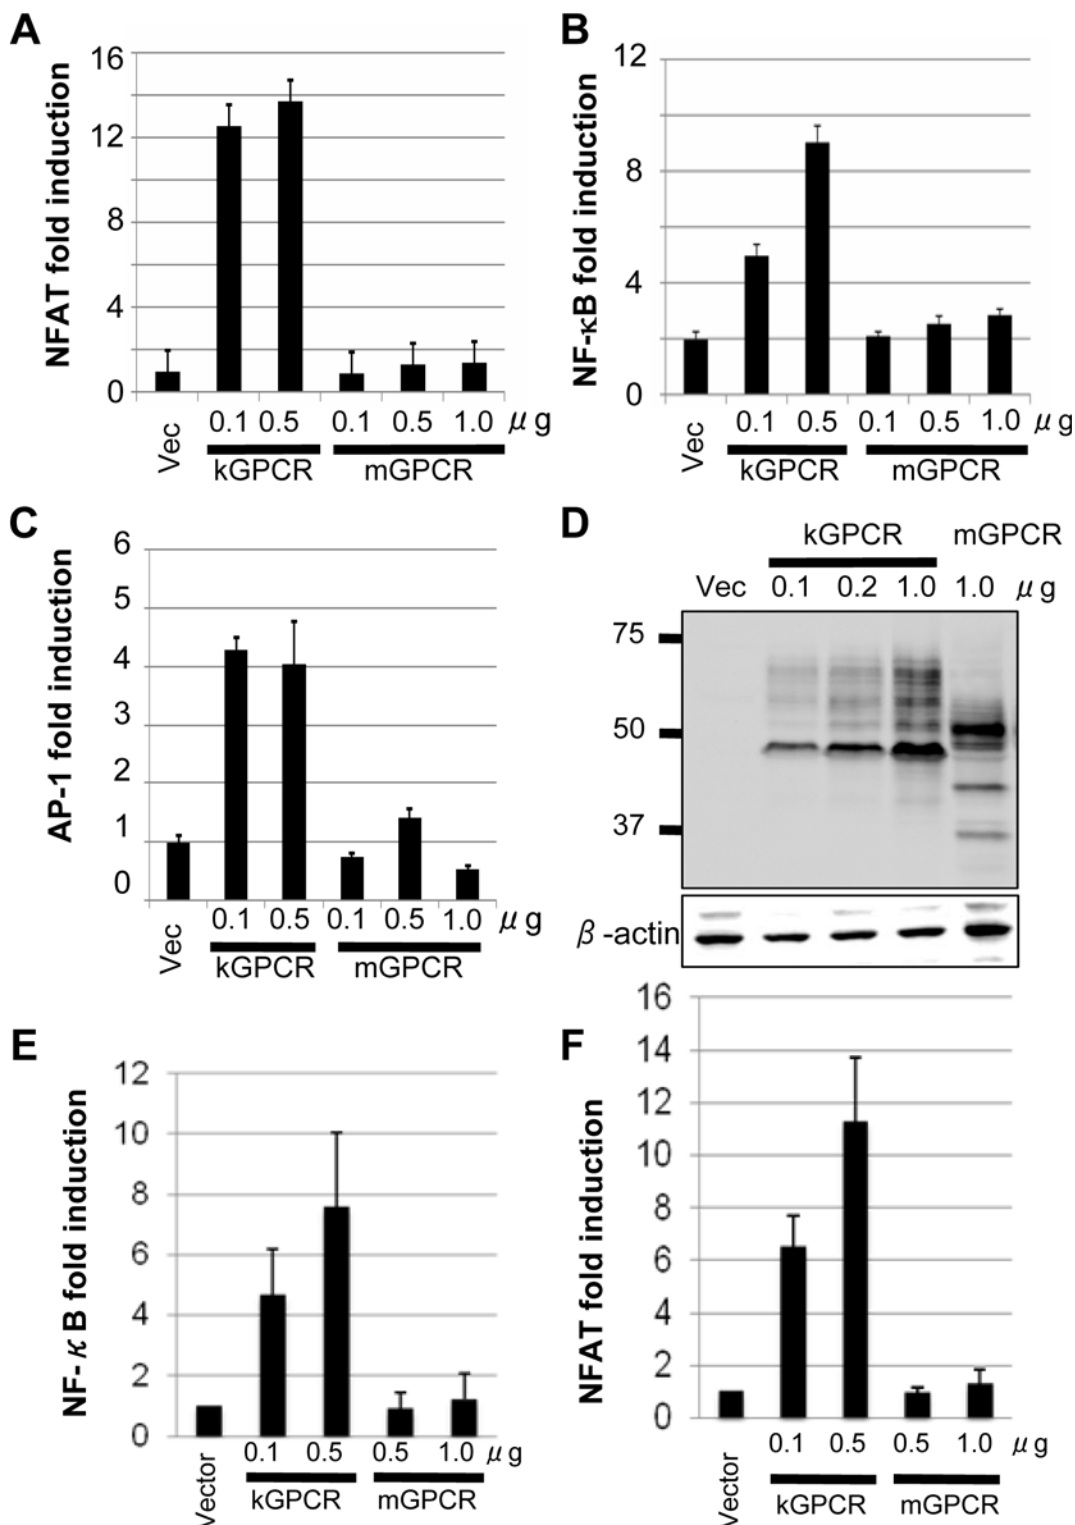 A
NFAT fold induction
16
12
8
4
0
Vec
0.1 0.5 0.1 0.5 1.0 μg
kGPCR mGPCR
B
NF-κB fold induction
12
8
4
0
Vec
0.1 0.5 0.1 0.5 1.0 μg
kGPCR mGPCR
C
AP-1 fold induction
6
5
4
3
2
1
0
Vec
0.1 0.5 0.1 0.5 1.0 μg
kGPCR mGPCR
D
kGPCR mGPCR
Vec 0.1 0.2 1.0 1.0 μg
75
50
37
β-actin
E
NF-κB fold induction
12
10
8
6
4
2
0
Vector
0.1 0.5 0.5 1.0 μg
kGPCR mGPCR
F
NFAT fold induction
16
14
12
10
8
6
4
2
0
Vector
0.1 0.5 0.5 1.0 μg
kGPCR mGPCR